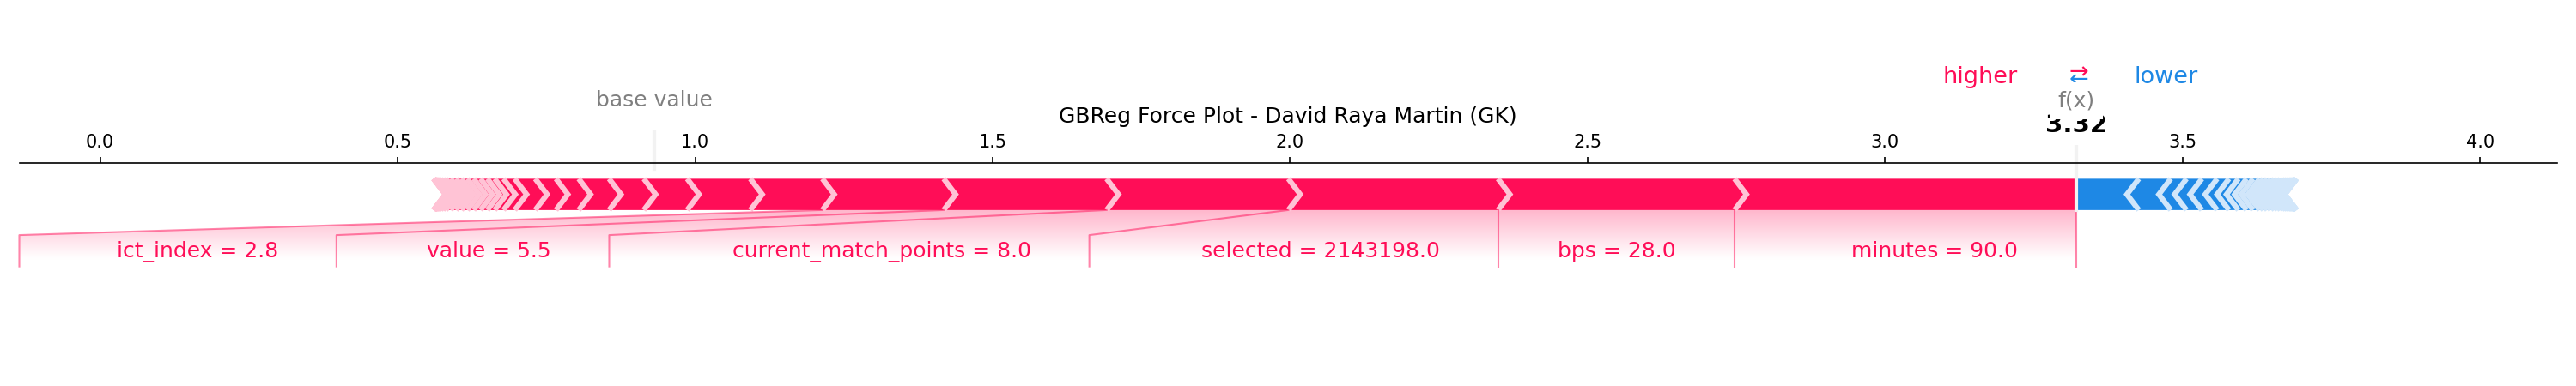 higher ⇄ lower
base value
f(x)
GBReg Force Plot - David Raya Martin (GK)
3.32
0.0 0.5 1.0 1.5 2.0 2.5 3.0 3.5 4.0
ict_index = 2.8 value = 5.5 current_match_points = 8.0 selected = 2143198.0 bps = 28.0 minutes = 90.0